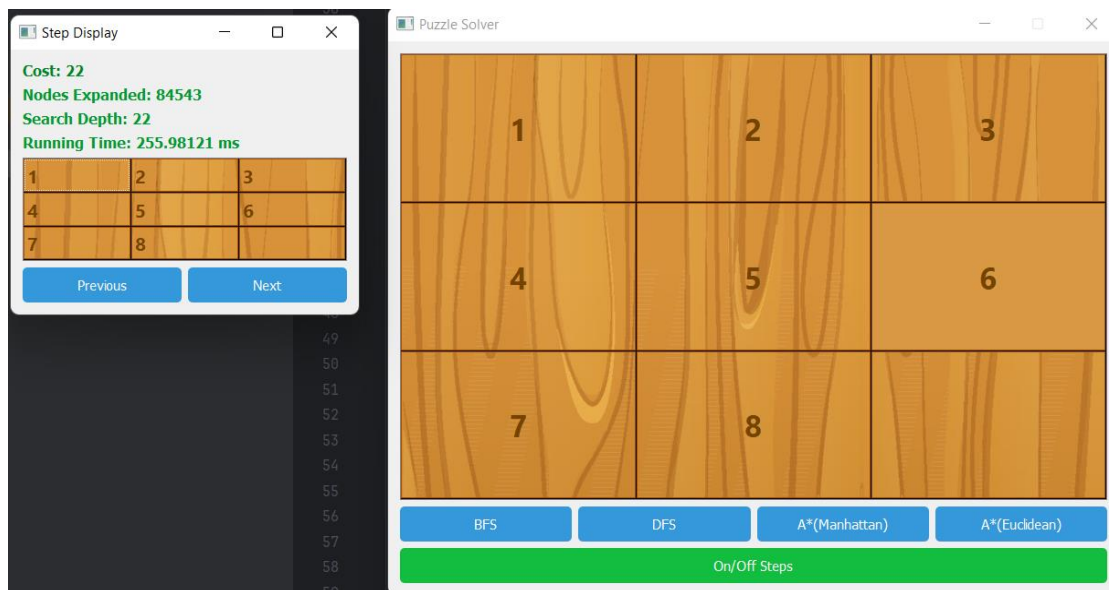 Step Display
Cost: 22
Nodes Expanded: 84543
Search Depth: 22
Running Time: 255.98121 ms
1 2 3
4 5 6
7 8
Previous Next
49
50
51
52
53
54
55
56
57
58
Puzzle Solver
1 2 3
4 5 6
7 8
BFS DFS A*(Manhattan) A*(Euclidean)
On/Off Steps